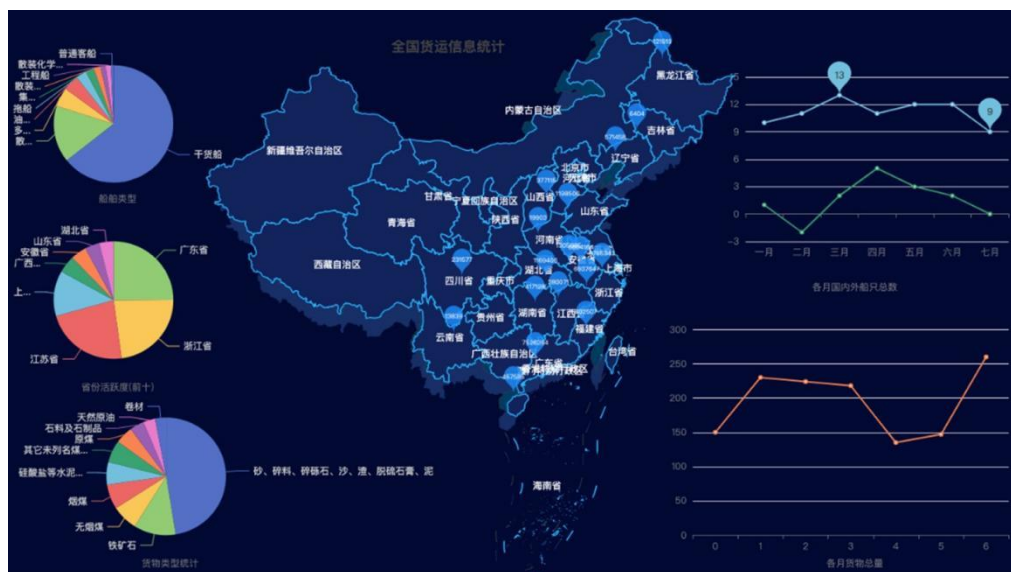 全国货运信息统计
普通客船
散装化学...
工程船
散装...
集...
拖船
油...
多...
散...
干货船
船舶类型
湖北省
山东省
安徽省
广西...
上...
江苏省
浙江省
广东省
省份活跃度(前十)
卷材
天然原油
石料及石制品
原煤
其它未列名煤...
硅酸盐等水泥...
烟煤
无烟煤
铁矿石
砂、碎料、碎砾石、沙、渣、脱硫石膏、泥
货物类型统计
黑龙江省
内蒙古自治区
吉林省
新疆维吾尔自治区
辽宁省
北京市
甘肃省
宁夏回族自治区
山西省
青海省
陕西省
山东省
河南省
西藏自治区
四川省
重庆市
湖北省
上海市
浙江省
湖南省
贵州省
福建省
云南省
广西壮族自治区
广东省
台湾省
海南省
15
12
9
6
3
0
-3
13
9
一月
二月
三月
四月
五月
六月
七月
各月国内外船只总数
300
250
200
150
100
50
0
0
1
2
3
4
5
6
各月货物总量